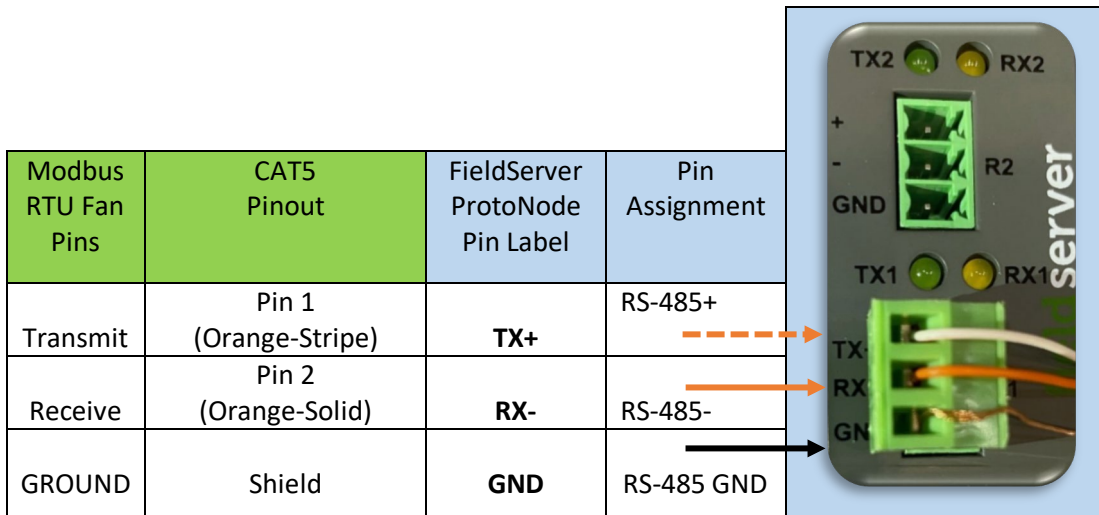 Modbus RTU Fan Pins
CAT5 Pinout
FieldServer ProtoNode Pin Label
Pin Assignment
Transmit
Pin 1 (Orange-Stripe)
TX+
RS-485+
Receive
Pin 2 (Orange-Solid)
RX-
RS-485-
GROUND
Shield
GND
RS-485 GND
TX2
RX2
+
-
R2
GND
server
TX1
RX1